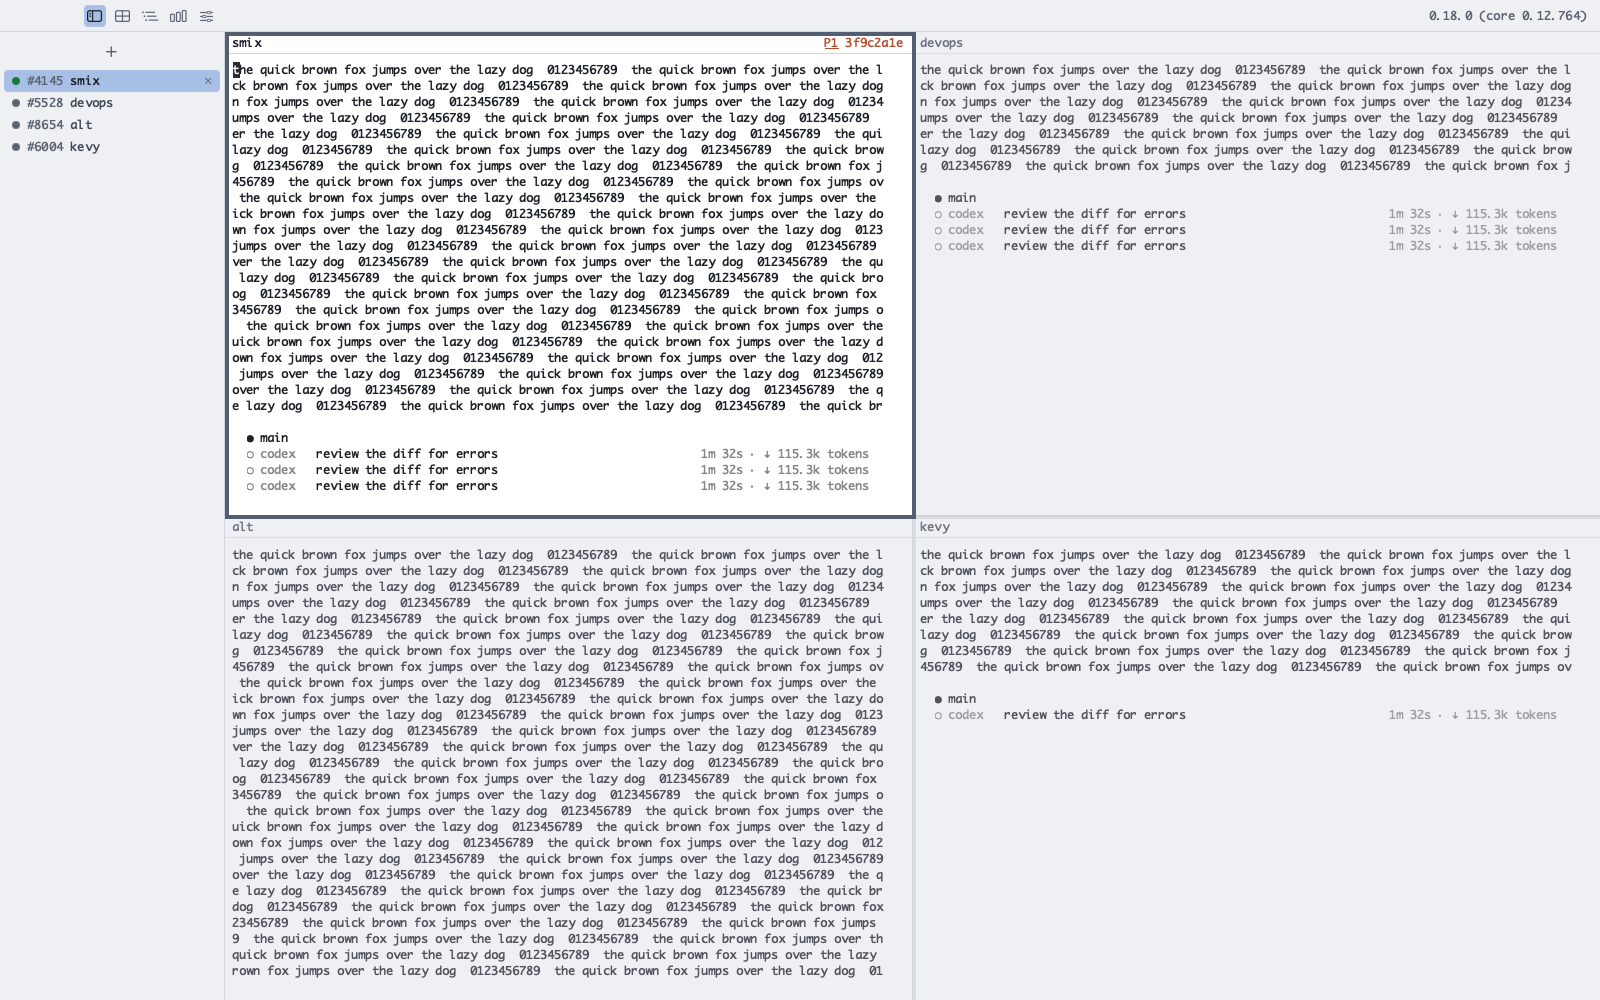 0.18.0 (core 0.12.764)
+
#4145 smix ×
#5528 devops
#8654 alt
#6004 kevy
smix P1 3f9c2a1e
the quick brown fox jumps over the lazy dog  0123456789  the quick brown fox jumps over the l
ck brown fox jumps over the lazy dog  0123456789  the quick brown fox jumps over the lazy dog
n fox jumps over the lazy dog  0123456789  the quick brown fox jumps over the lazy dog  01234
umps over the lazy dog  0123456789  the quick brown fox jumps over the lazy dog  0123456789
er the lazy dog  0123456789  the quick brown fox jumps over the lazy dog  0123456789  the qui
lazy dog  0123456789  the quick brown fox jumps over the lazy dog  0123456789  the quick brow
g  0123456789  the quick brown fox jumps over the lazy dog  0123456789  the quick brown fox j
456789  the quick brown fox jumps over the lazy dog  0123456789  the quick brown fox jumps ov
 the quick brown fox jumps over the lazy dog  0123456789  the quick brown fox jumps over the
ick brown fox jumps over the lazy dog  0123456789  the quick brown fox jumps over the lazy do
wn fox jumps over the lazy dog  0123456789  the quick brown fox jumps over the lazy dog  0123
jumps over the lazy dog  0123456789  the quick brown fox jumps over the lazy dog  0123456789
ver the lazy dog  0123456789  the quick brown fox jumps over the lazy dog  0123456789  the qu
 lazy dog  0123456789  the quick brown fox jumps over the lazy dog  0123456789  the quick bro
og  0123456789  the quick brown fox jumps over the lazy dog  0123456789  the quick brown fox
3456789  the quick brown fox jumps over the lazy dog  0123456789  the quick brown fox jumps o
  the quick brown fox jumps over the lazy dog  0123456789  the quick brown fox jumps over the
uick brown fox jumps over the lazy dog  0123456789  the quick brown fox jumps over the lazy d
own fox jumps over the lazy dog  0123456789  the quick brown fox jumps over the lazy dog  012
 jumps over the lazy dog  0123456789  the quick brown fox jumps over the lazy dog  0123456789
over the lazy dog  0123456789  the quick brown fox jumps over the lazy dog  0123456789  the q
e lazy dog  0123456789  the quick brown fox jumps over the lazy dog  0123456789  the quick br
● main
○ codex review the diff for errors 1m 32s · ↓ 115.3k tokens
○ codex review the diff for errors 1m 32s · ↓ 115.3k tokens
○ codex review the diff for errors 1m 32s · ↓ 115.3k tokens
devops
the quick brown fox jumps over the lazy dog  0123456789  the quick brown fox jumps over the l
ck brown fox jumps over the lazy dog  0123456789  the quick brown fox jumps over the lazy dog
n fox jumps over the lazy dog  0123456789  the quick brown fox jumps over the lazy dog  01234
umps over the lazy dog  0123456789  the quick brown fox jumps over the lazy dog  0123456789
er the lazy dog  0123456789  the quick brown fox jumps over the lazy dog  0123456789  the qui
lazy dog  0123456789  the quick brown fox jumps over the lazy dog  0123456789  the quick brow
g  0123456789  the quick brown fox jumps over the lazy dog  0123456789  the quick brown fox j
● main
○ codex review the diff for errors 1m 32s · ↓ 115.3k tokens
○ codex review the diff for errors 1m 32s · ↓ 115.3k tokens
○ codex review the diff for errors 1m 32s · ↓ 115.3k tokens
alt
the quick brown fox jumps over the lazy dog  0123456789  the quick brown fox jumps over the l
ck brown fox jumps over the lazy dog  0123456789  the quick brown fox jumps over the lazy dog
n fox jumps over the lazy dog  0123456789  the quick brown fox jumps over the lazy dog  01234
umps over the lazy dog  0123456789  the quick brown fox jumps over the lazy dog  0123456789
er the lazy dog  0123456789  the quick brown fox jumps over the lazy dog  0123456789  the qui
lazy dog  0123456789  the quick brown fox jumps over the lazy dog  0123456789  the quick brow
g  0123456789  the quick brown fox jumps over the lazy dog  0123456789  the quick brown fox j
456789  the quick brown fox jumps over the lazy dog  0123456789  the quick brown fox jumps ov
 the quick brown fox jumps over the lazy dog  0123456789  the quick brown fox jumps over the
ick brown fox jumps over the lazy dog  0123456789  the quick brown fox jumps over the lazy do
wn fox jumps over the lazy dog  0123456789  the quick brown fox jumps over the lazy dog  0123
jumps over the lazy dog  0123456789  the quick brown fox jumps over the lazy dog  0123456789
ver the lazy dog  0123456789  the quick brown fox jumps over the lazy dog  0123456789  the qu
 lazy dog  0123456789  the quick brown fox jumps over the lazy dog  0123456789  the quick bro
og  0123456789  the quick brown fox jumps over the lazy dog  0123456789  the quick brown fox
3456789  the quick brown fox jumps over the lazy dog  0123456789  the quick brown fox jumps o
  the quick brown fox jumps over the lazy dog  0123456789  the quick brown fox jumps over the
uick brown fox jumps over the lazy dog  0123456789  the quick brown fox jumps over the lazy d
own fox jumps over the lazy dog  0123456789  the quick brown fox jumps over the lazy dog  012
 jumps over the lazy dog  0123456789  the quick brown fox jumps over the lazy dog  0123456789
over the lazy dog  0123456789  the quick brown fox jumps over the lazy dog  0123456789  the q
e lazy dog  0123456789  the quick brown fox jumps over the lazy dog  0123456789  the quick br
dog  0123456789  the quick brown fox jumps over the lazy dog  0123456789  the quick brown fox
23456789  the quick brown fox jumps over the lazy dog  0123456789  the quick brown fox jumps
9  the quick brown fox jumps over the lazy dog  0123456789  the quick brown fox jumps over th
quick brown fox jumps over the lazy dog  0123456789  the quick brown fox jumps over the lazy
rown fox jumps over the lazy dog  0123456789  the quick brown fox jumps over the lazy dog  01
kevy
the quick brown fox jumps over the lazy dog  0123456789  the quick brown fox jumps over the l
ck brown fox jumps over the lazy dog  0123456789  the quick brown fox jumps over the lazy dog
n fox jumps over the lazy dog  0123456789  the quick brown fox jumps over the lazy dog  01234
umps over the lazy dog  0123456789  the quick brown fox jumps over the lazy dog  0123456789
er the lazy dog  0123456789  the quick brown fox jumps over the lazy dog  0123456789  the qui
lazy dog  0123456789  the quick brown fox jumps over the lazy dog  0123456789  the quick brow
g  0123456789  the quick brown fox jumps over the lazy dog  0123456789  the quick brown fox j
456789  the quick brown fox jumps over the lazy dog  0123456789  the quick brown fox jumps ov
● main
○ codex review the diff for errors 1m 32s · ↓ 115.3k tokens